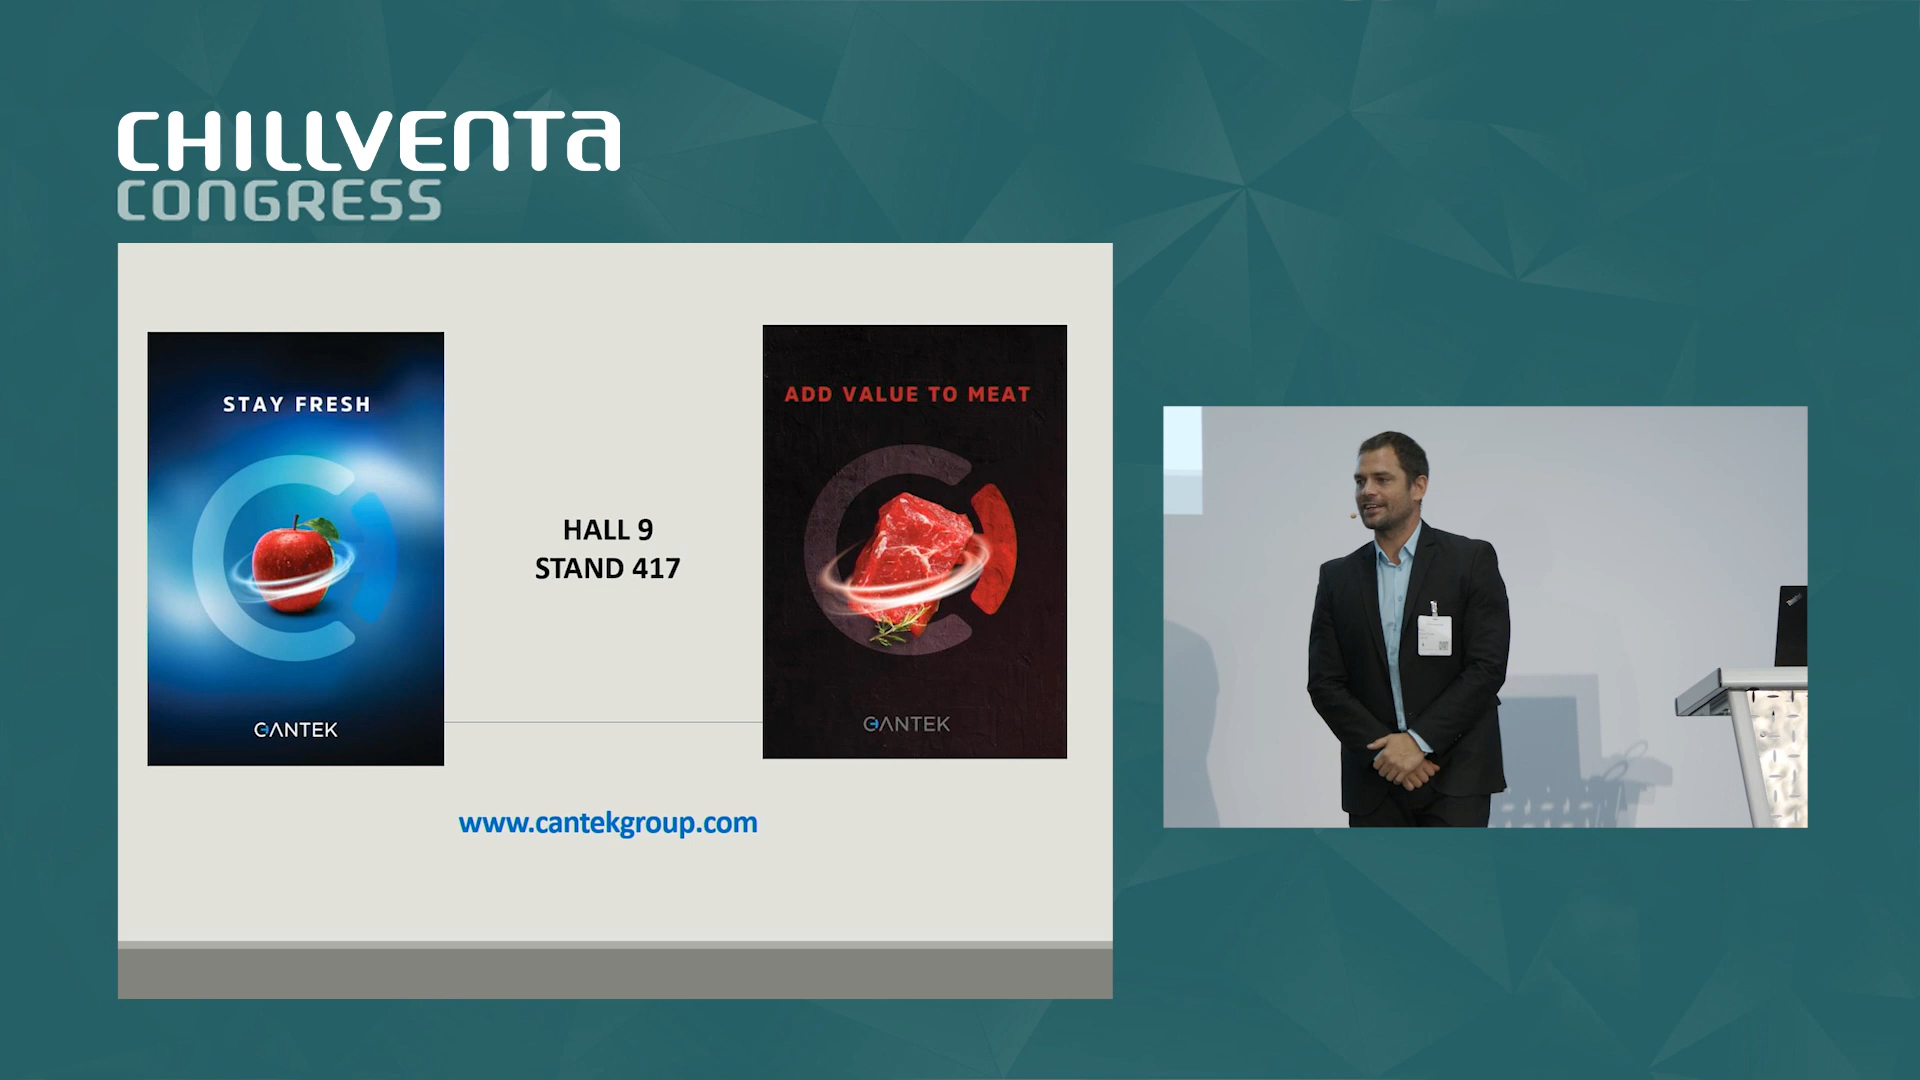 CHILLVENTA
CONGRESS
STAY FRESH
CANTEK
HALL 9
STAND 417
ADD VALUE TO MEAT
CANTEK
www.cantekgroup.com